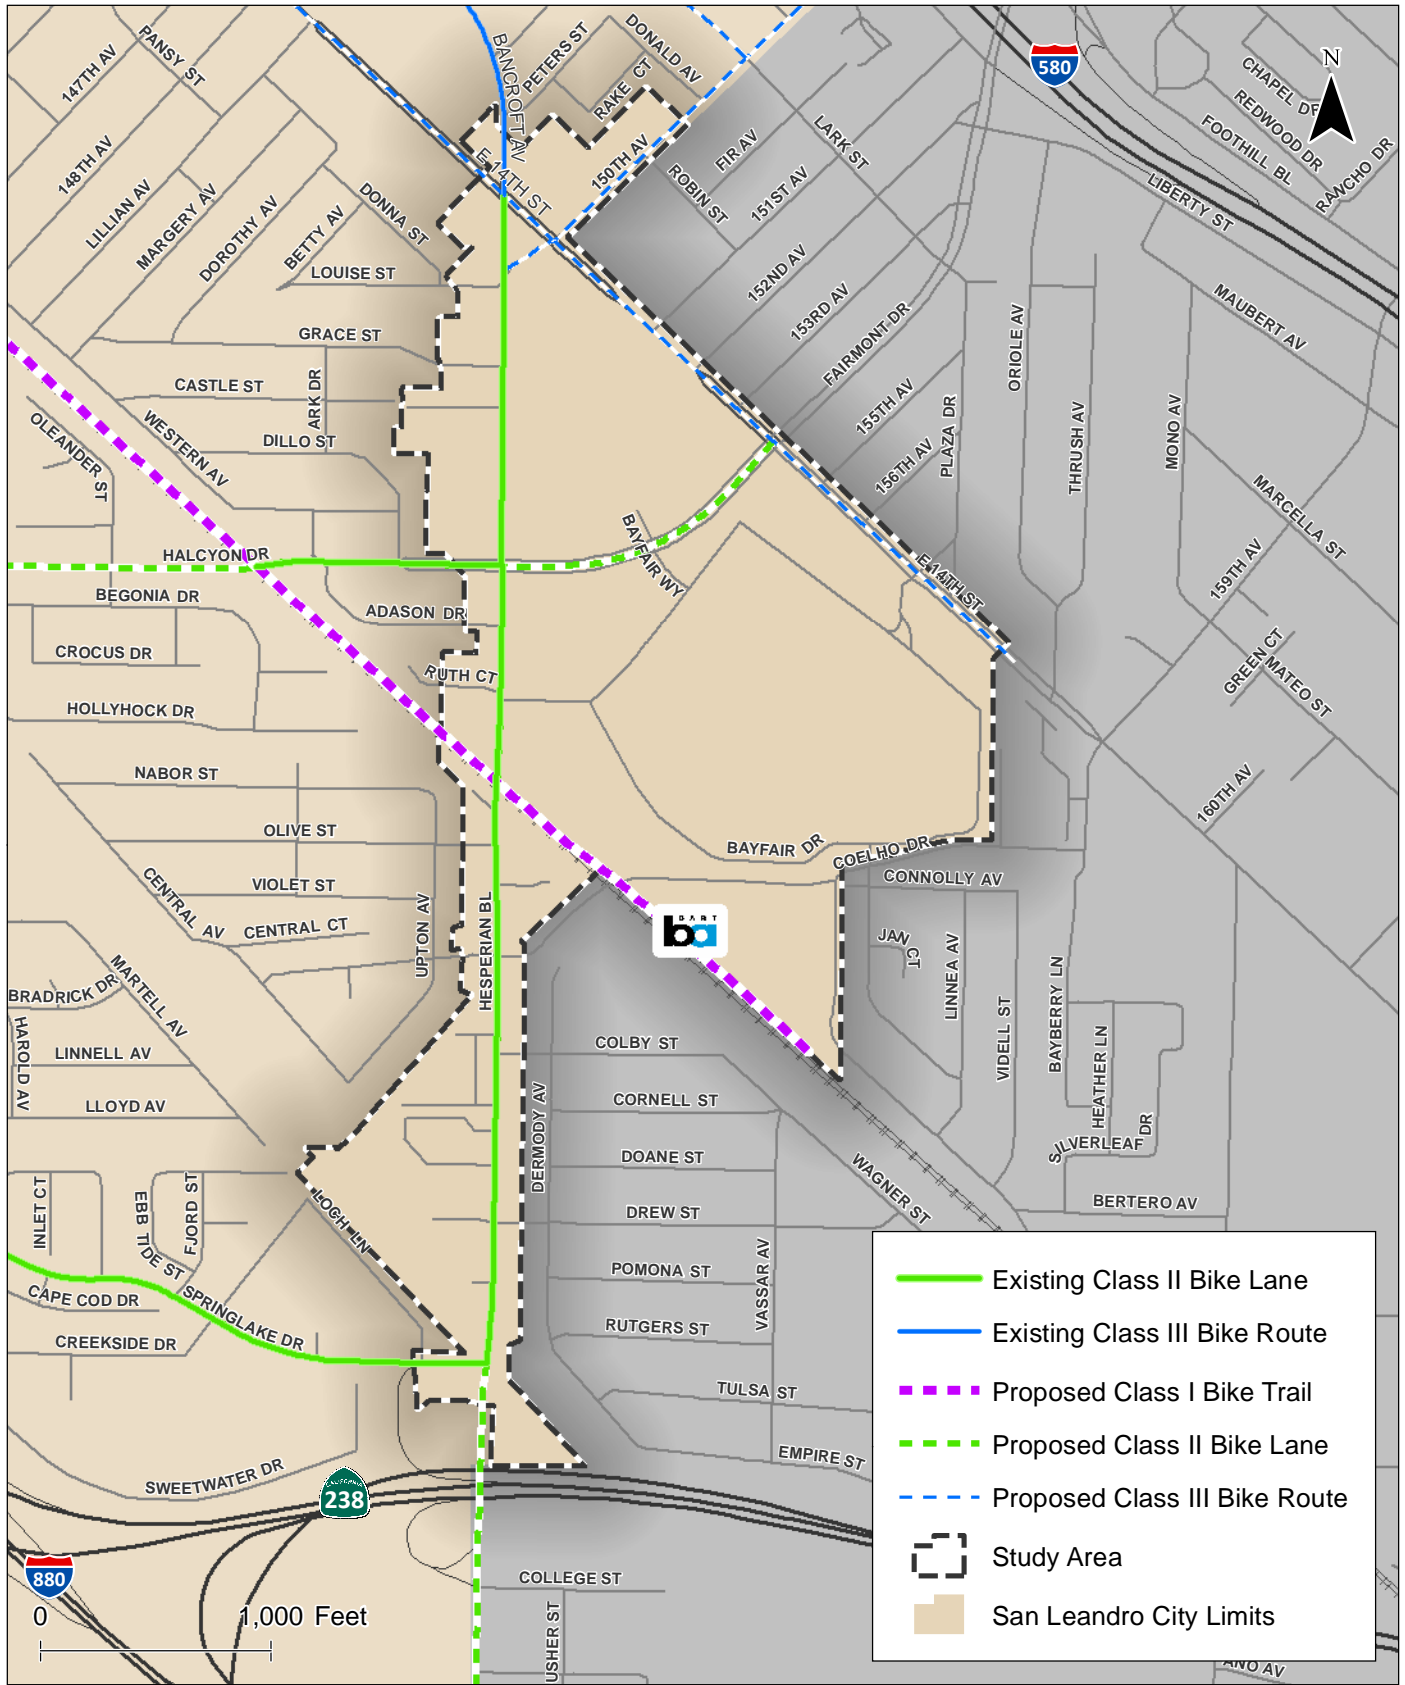 PANSY ST
147TH AV
148TH AV
LILLIAN AV
MARGERY AV
DOROTHY AV
BETTY AV
DONNA ST
LOUISE ST
GRACE ST
CASTLE ST
ARK DR
DILLO ST
OLEANDER ST
WESTERN AV
HALCYON DR
BEGONIA DR
ADASON DR
CROCUS DR
RUTH CT
HOLLYHOCK DR
NABOR ST
OLIVE ST
VIOLET ST
CENTRAL AV
CENTRAL CT
UPTON AV
HESPERIAN BL
BRADRICK DR
MARTELL AV
HAROLD AV
LINNELL AV
LLOYD AV
INLET CT
EBB TIDE ST
FJORD ST
LOCH LN
CAPE COD DR
SPRINGLAKE DR
CREEKSIDE DR
SWEETWATER DR
CALIFORNIA
238
880
0
1,000 Feet
BANCROFT AV
PETERS ST
DONALD AV
RAKE CT
E 14TH ST
150TH AV
ROBIN ST
FIR AV
LARK ST
151ST AV
152ND AV
153RD AV
FAIRMONT DR
155TH AV
156TH AV
PLAZA DR
ORIOLE AV
THRUSH AV
MONO AV
580
N
CHAPEL DR
REDWOOD DR
FOOTHILL BL
RANCHO DR
LIBERTY ST
MAUBERT AV
MARCELLA ST
159TH AV
GREEN CT
MATEO ST
160TH AV
BAYFAIR WY
E 14TH ST
BAYFAIR DR
COELHO DR
CONNOLLY AV
JAN CT
LINNEA AV
VIDELL ST
BAYBERRY LN
HEATHER LN
SILVERLEAF DR
BERTERO AV
BART
ba
COLBY ST
CORNELL ST
DERMODY AV
DOANE ST
DREW ST
POMONA ST
VASSAR AV
RUTGERS ST
WAGNER ST
TULSA ST
EMPIRE ST
COLLEGE ST
USHER ST
ANO AV
Existing Class II Bike Lane
Existing Class III Bike Route
Proposed Class I Bike Trail
Proposed Class II Bike Lane
Proposed Class III Bike Route
Study Area
San Leandro City Limits